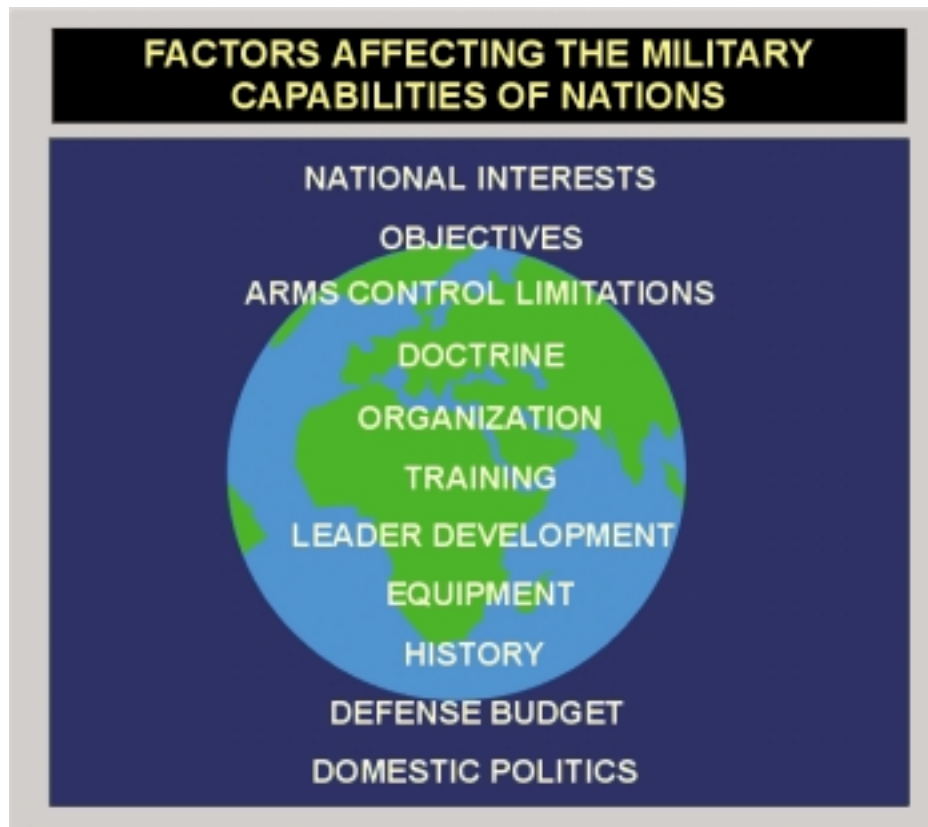 FACTORS AFFECTING THE MILITARY
CAPABILITIES OF NATIONS
NATIONAL INTERESTS
OBJECTIVES
ARMS CONTROL LIMITATIONS
DOCTRINE
ORGANIZATION
TRAINING
LEADER DEVELOPMENT
EQUIPMENT
HISTORY
DEFENSE BUDGET
DOMESTIC POLITICS